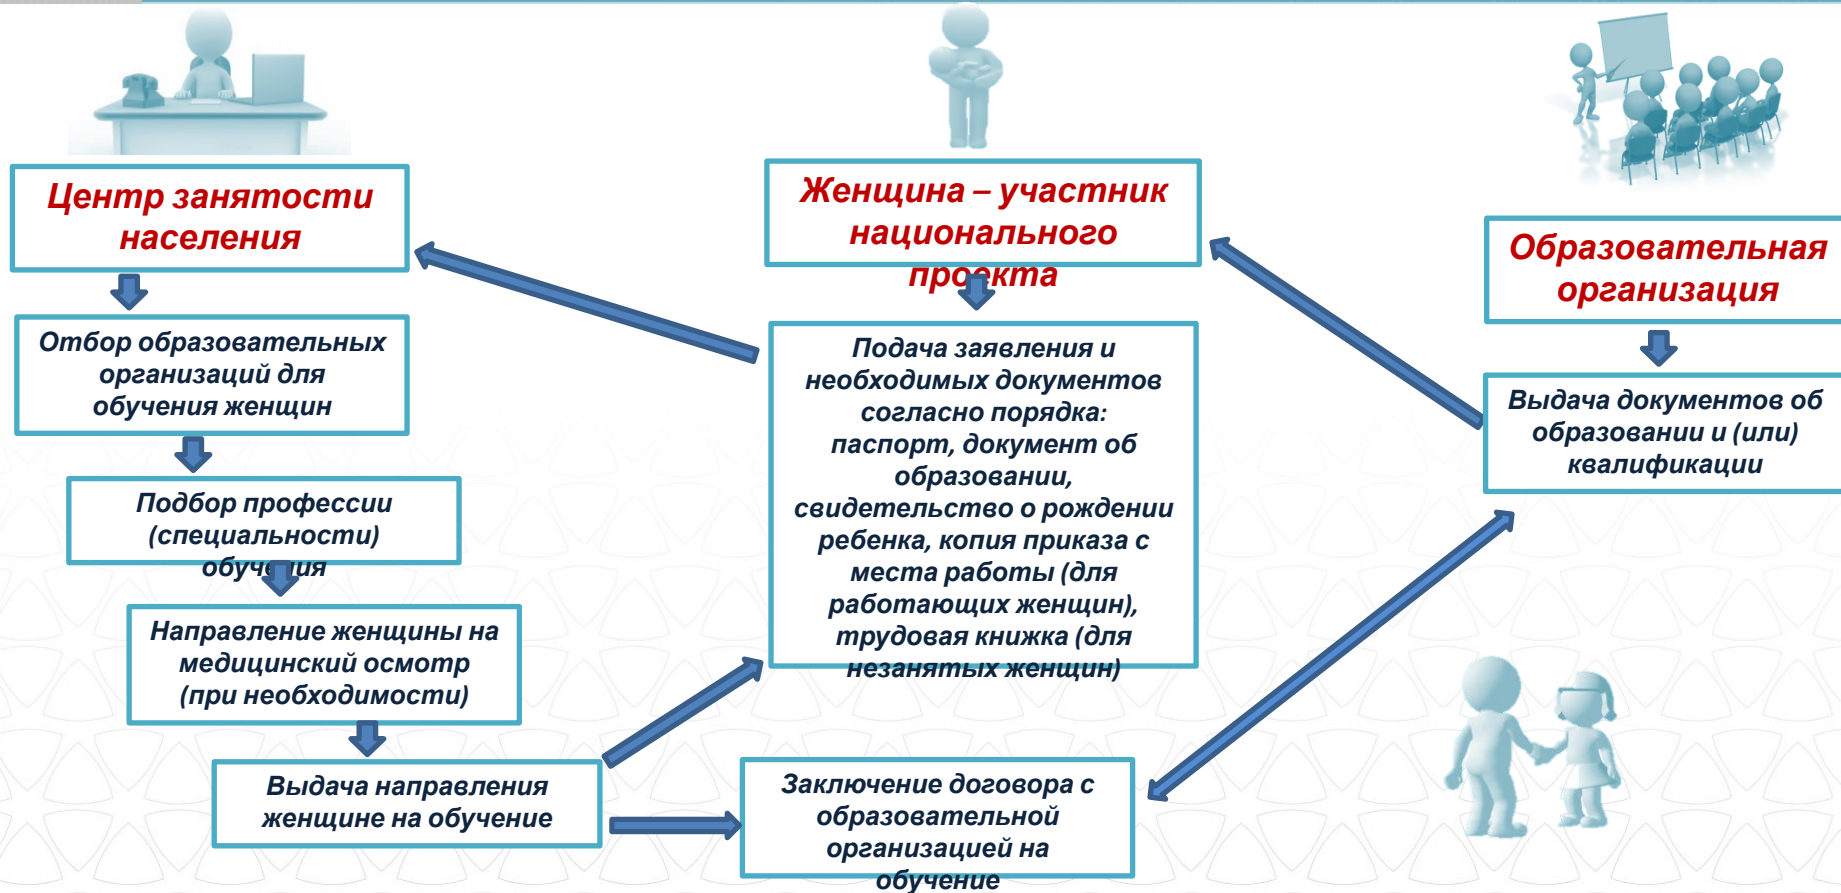 Центр занятости
населения
Отбор образовательных
организаций для
обучения женщин
Подбор профессии
(специальности)
обучения
Направление женщины на
медицинский осмотр
(при необходимости)
Выдача направления
женщине на обучение
Женщина – участник
национального
проекта
Подача заявления и
необходимых документов
согласно порядка:
паспорт, документ об
образовании,
свидетельство о рождении
ребенка, копия приказа с
места работы (для
работающих женщин),
трудовая книжка (для
незанятых женщин)
Заключение договора с
образовательной
организацией на
обучение
Образовательная
организация
Выдача документов об
образовании и (или)
квалификации